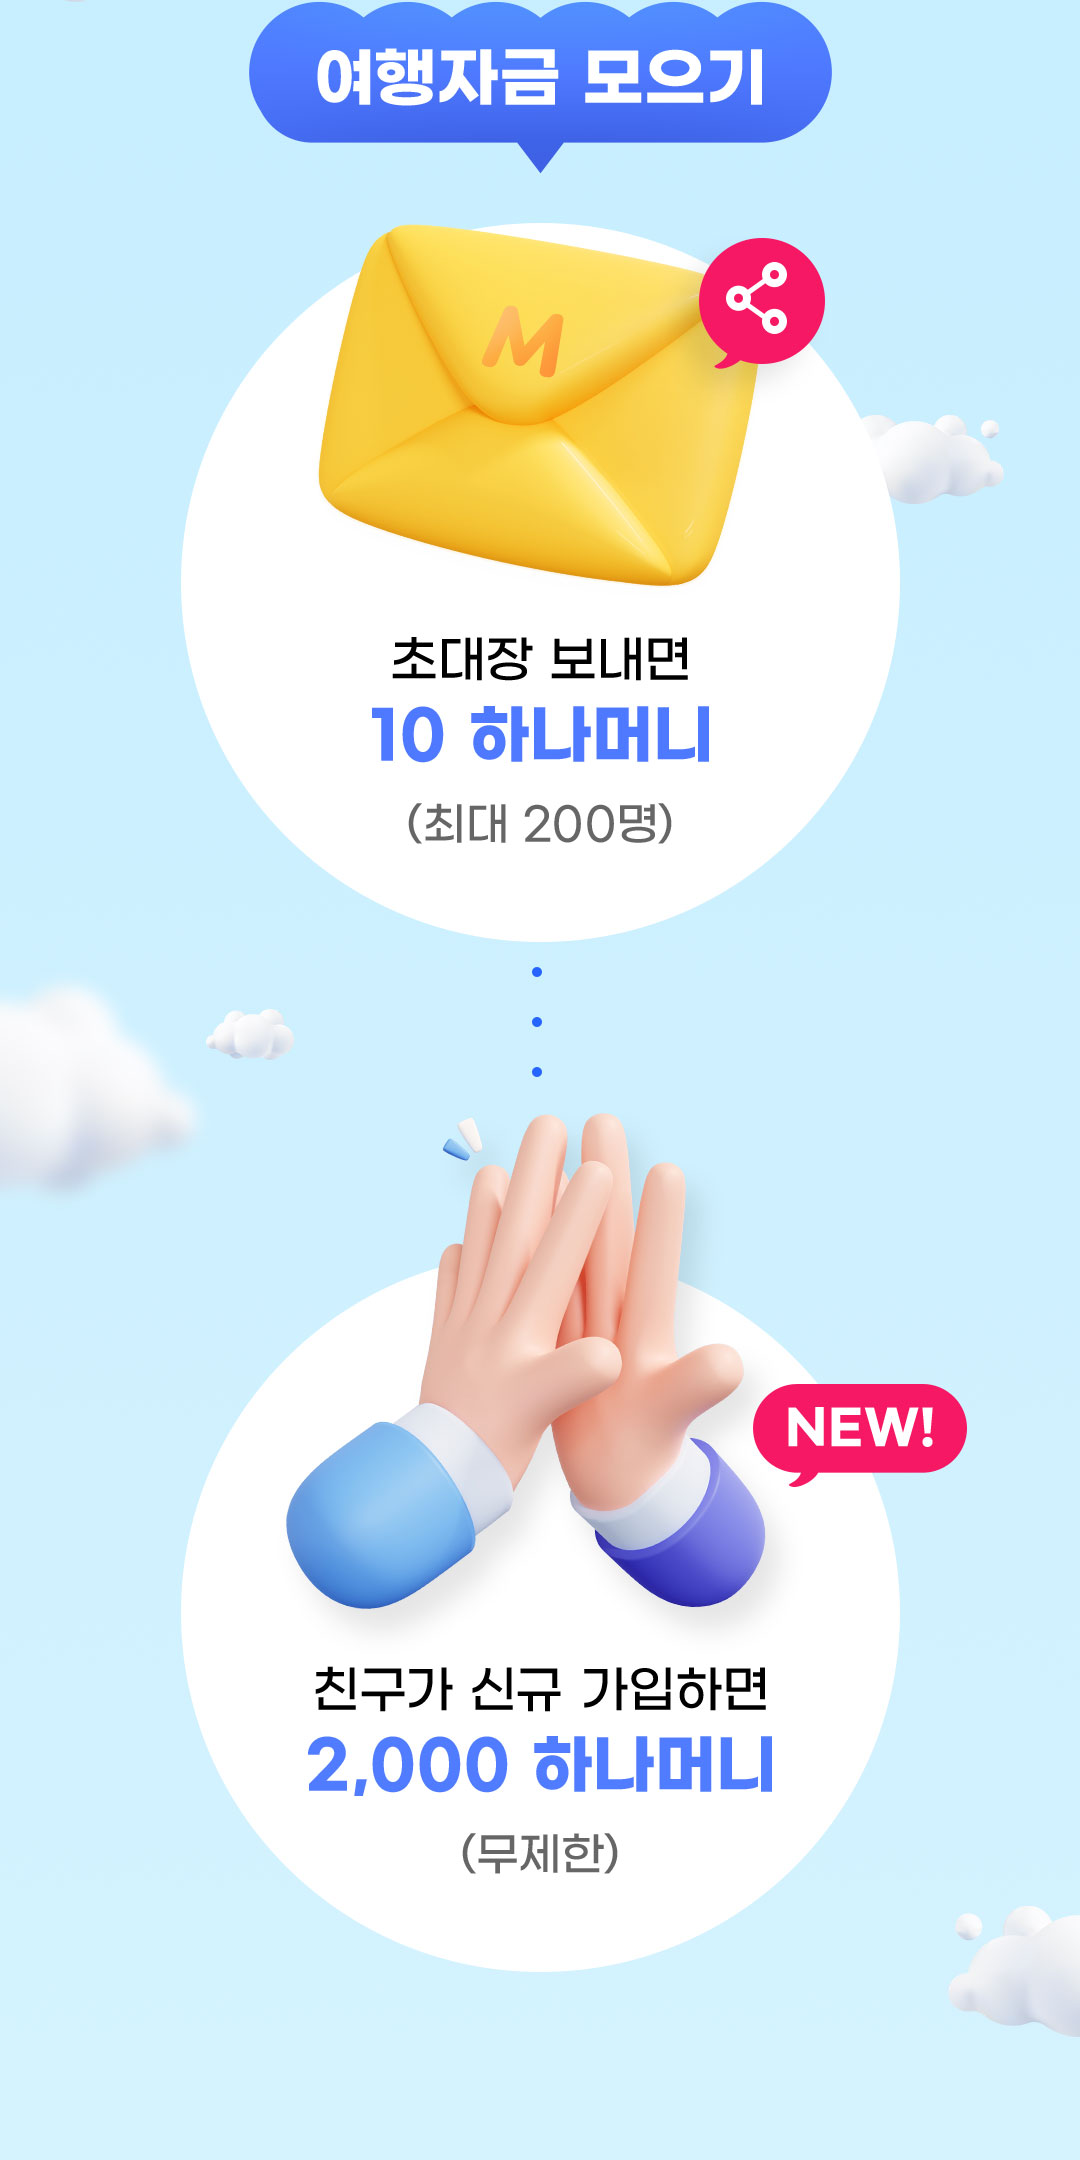 여행자금 모으기
M
초대장 보내면
10 하나머니
(최대 200명)
NEW!
친구가 신규 가입하면
2,000 하나머니
(무제한)